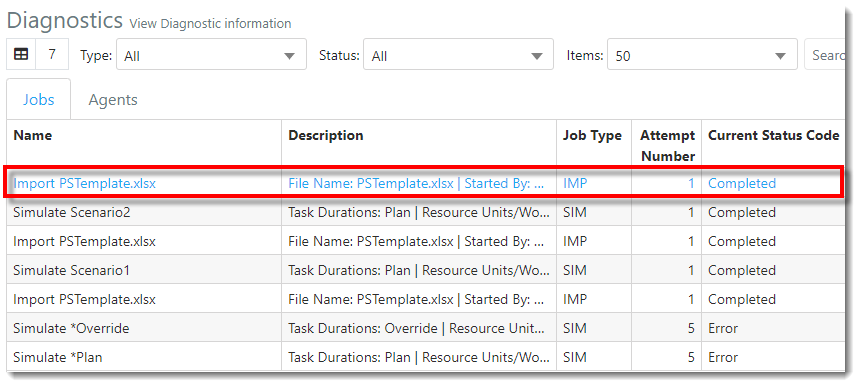 Diagnostics View Diagnostic information
7 Type: All Status: All Items: 50 Searc
Jobs Agents
Name Description Job Type Attempt Number Current Status Code
Import PSTemplate.xlsx File Name: PSTemplate.xlsx | Started By: ... IMP 1 Completed
Simulate Scenario2 Task Durations: Plan | Resource Units/Wo... SIM 1 Completed
Import PSTemplate.xlsx File Name: PSTemplate.xlsx | Started By: ... IMP 1 Completed
Simulate Scenario1 Task Durations: Plan | Resource Units/Wo... SIM 1 Completed
Import PSTemplate.xlsx File Name: PSTemplate.xlsx | Started By: ... IMP 1 Completed
Simulate *Override Task Durations: Override | Resource Unit... SIM 5 Error
Simulate *Plan Task Durations: Plan | Resource Units/Wo... SIM 5 Error